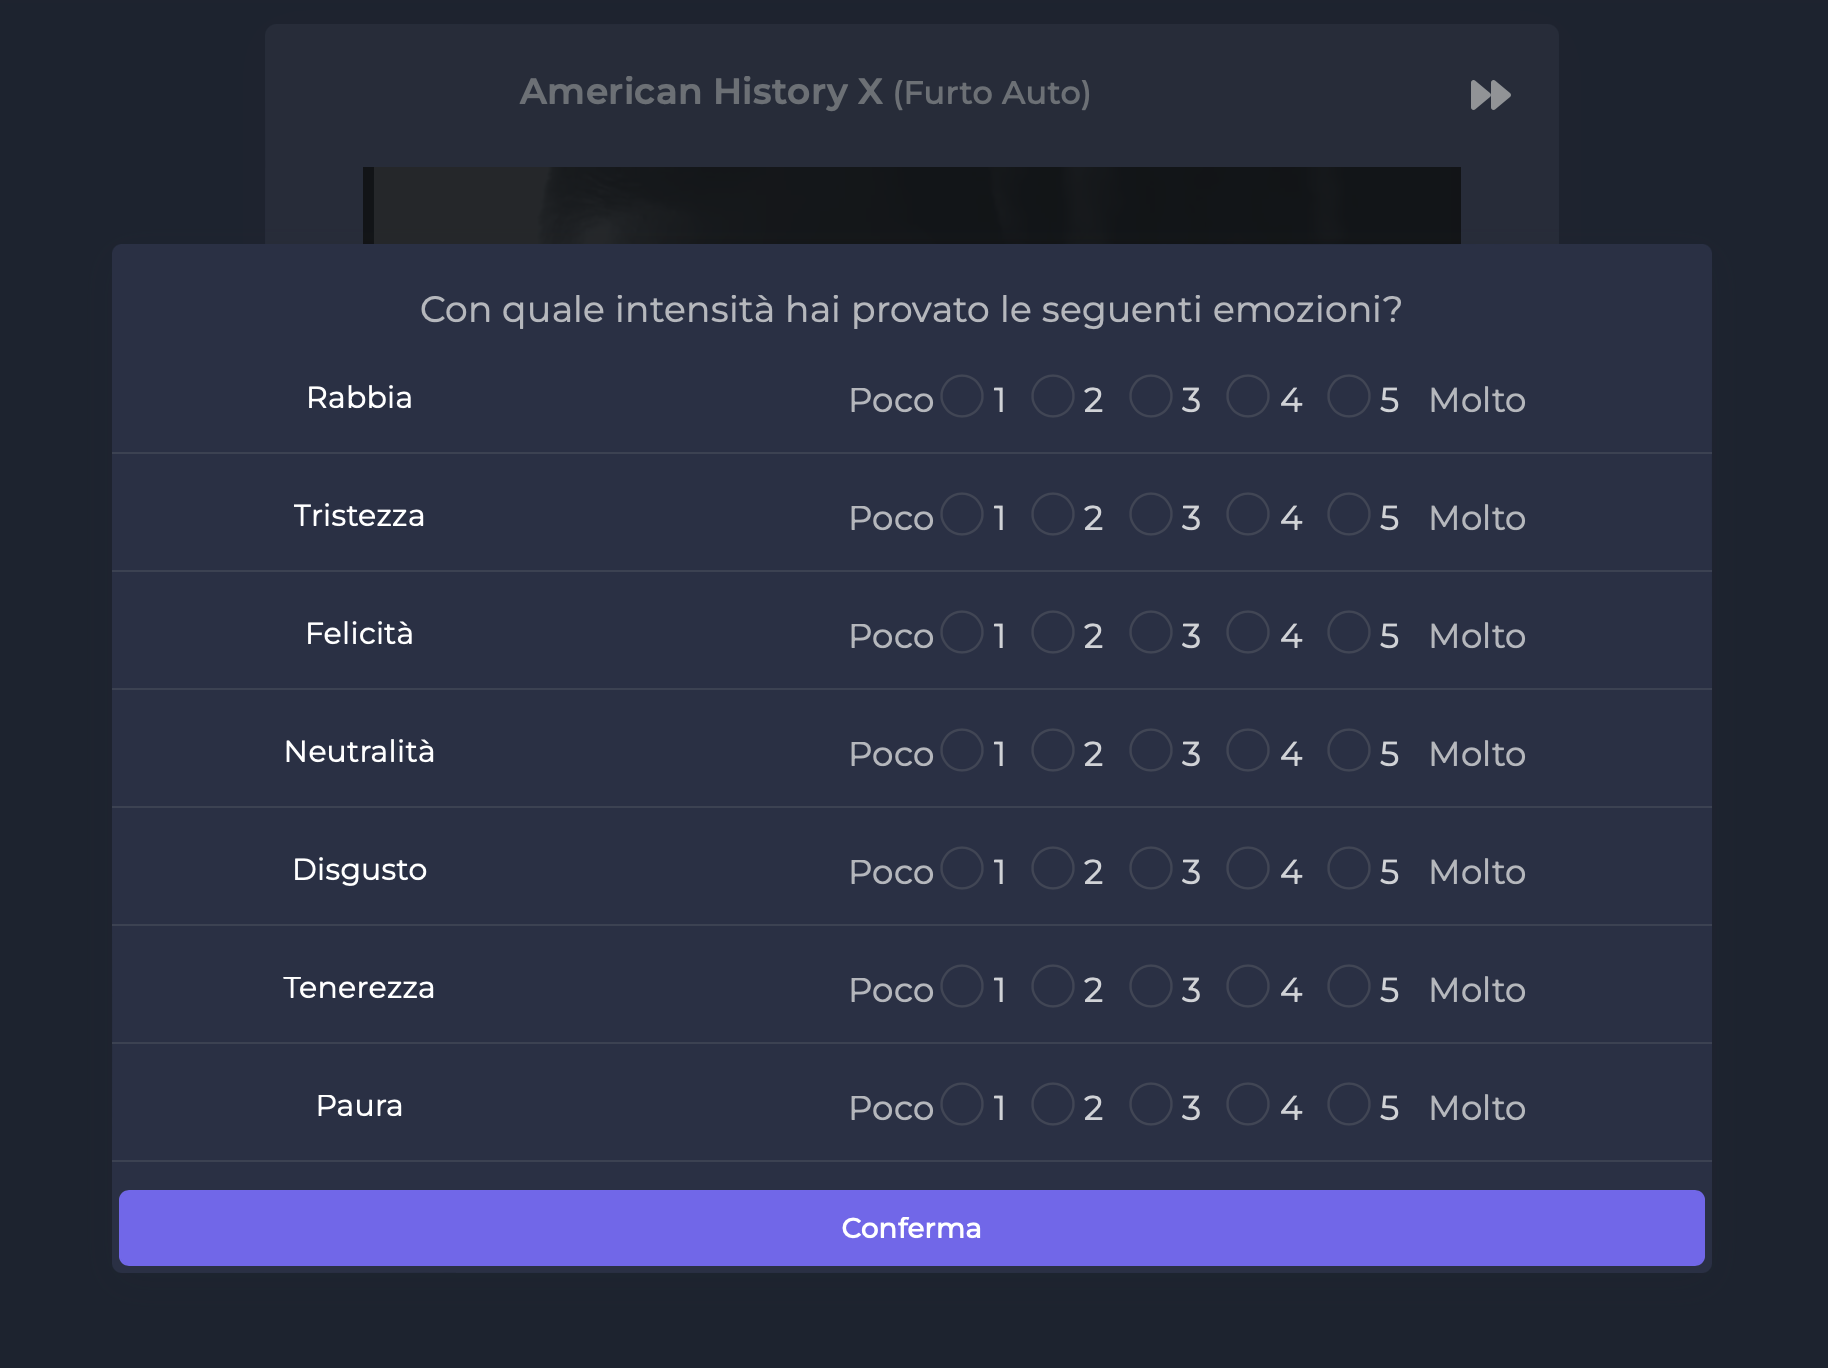 American History X (Furto Auto)
Con quale intensità hai provato le seguenti emozioni?
Rabbia Poco 1 2 3 4 5 Molto
Tristezza Poco 1 2 3 4 5 Molto
Felicità Poco 1 2 3 4 5 Molto
Neutralità Poco 1 2 3 4 5 Molto
Disgusto Poco 1 2 3 4 5 Molto
Tenerezza Poco 1 2 3 4 5 Molto
Paura Poco 1 2 3 4 5 Molto
Conferma